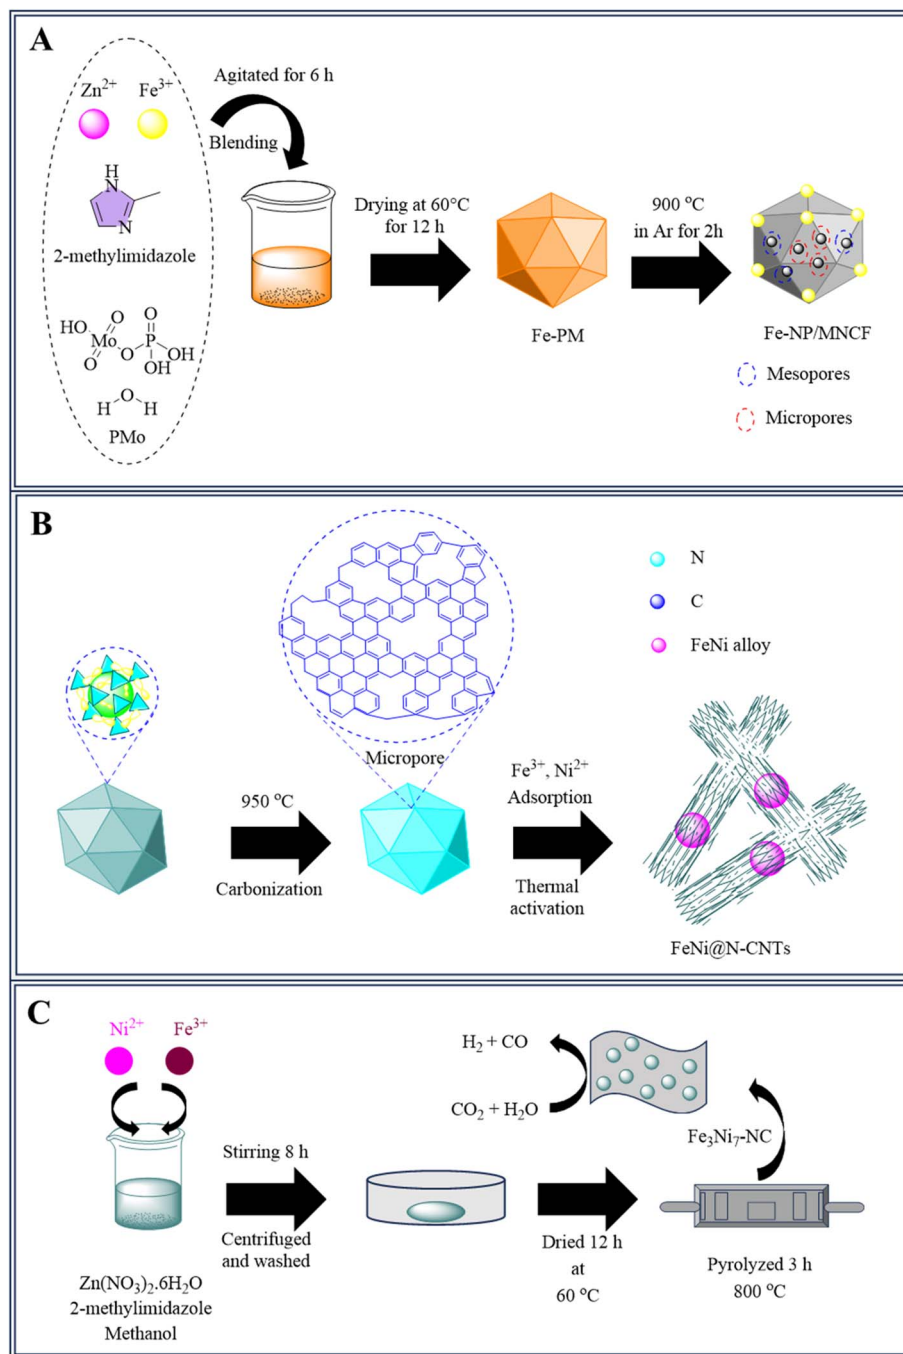 A
Zn²⁺ Fe³⁺
Agitated for 6 h
Blending
H
N
N
2-methylimidazole
Drying at 60°C
for 12 h
900 °C
in Ar for 2h
O
O
HO
Mo
P
O
O
OH
OH
H O H
PMo
Fe-PM
Fe-NP/MNCF
Mesopores
Micropores
B
N
C
FeNi alloy
Micropore
950 °C
Carbonization
Fe³⁺, Ni²⁺
Adsorption
Thermal
activation
FeNi@N-CNTs
C
Ni²⁺ Fe³⁺
Zn(NO₃)₂.6H₂O
2-methylimidazole
Methanol
Stirring 8 h
Centrifuged
and washed
Dried 12 h
at
60 °C
H₂ + CO
CO₂ + H₂O
Fe₃Ni₇-NC
Pyrolyzed 3 h
800 °C